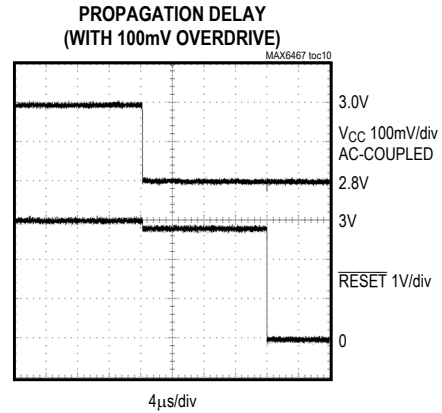 PROPAGATION DELAY
(WITH 100mV OVERDRIVE)
MAX6467 toc10
3.0V
VCC 100mV/div
AC-COUPLED
2.8V
3V
RESET 1V/div
0
4µs/div